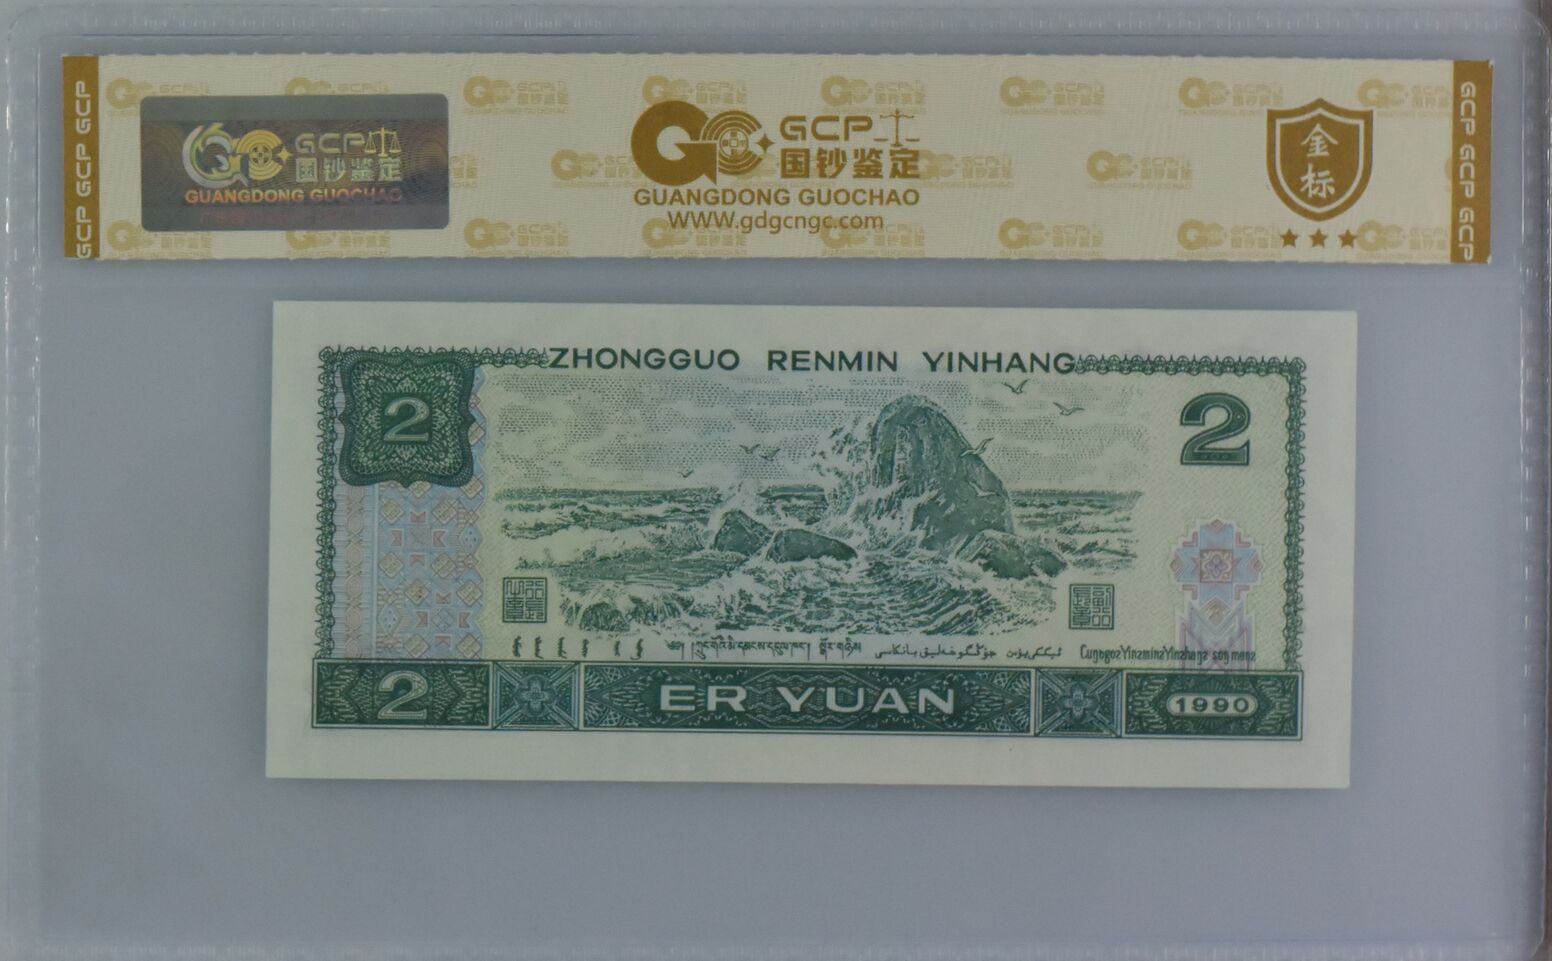 GCP GCP GCP
GCP
国钞鉴定
GUANGDONG GUOCHAO
GCP
国钞鉴定
GUANGDONG GUOCHAO
WWW.gdgcngc.com
金
标
GCP GCP GCP
ZHONGGUO RENMIN YINHANG
2
2
2
ER YUAN
1990